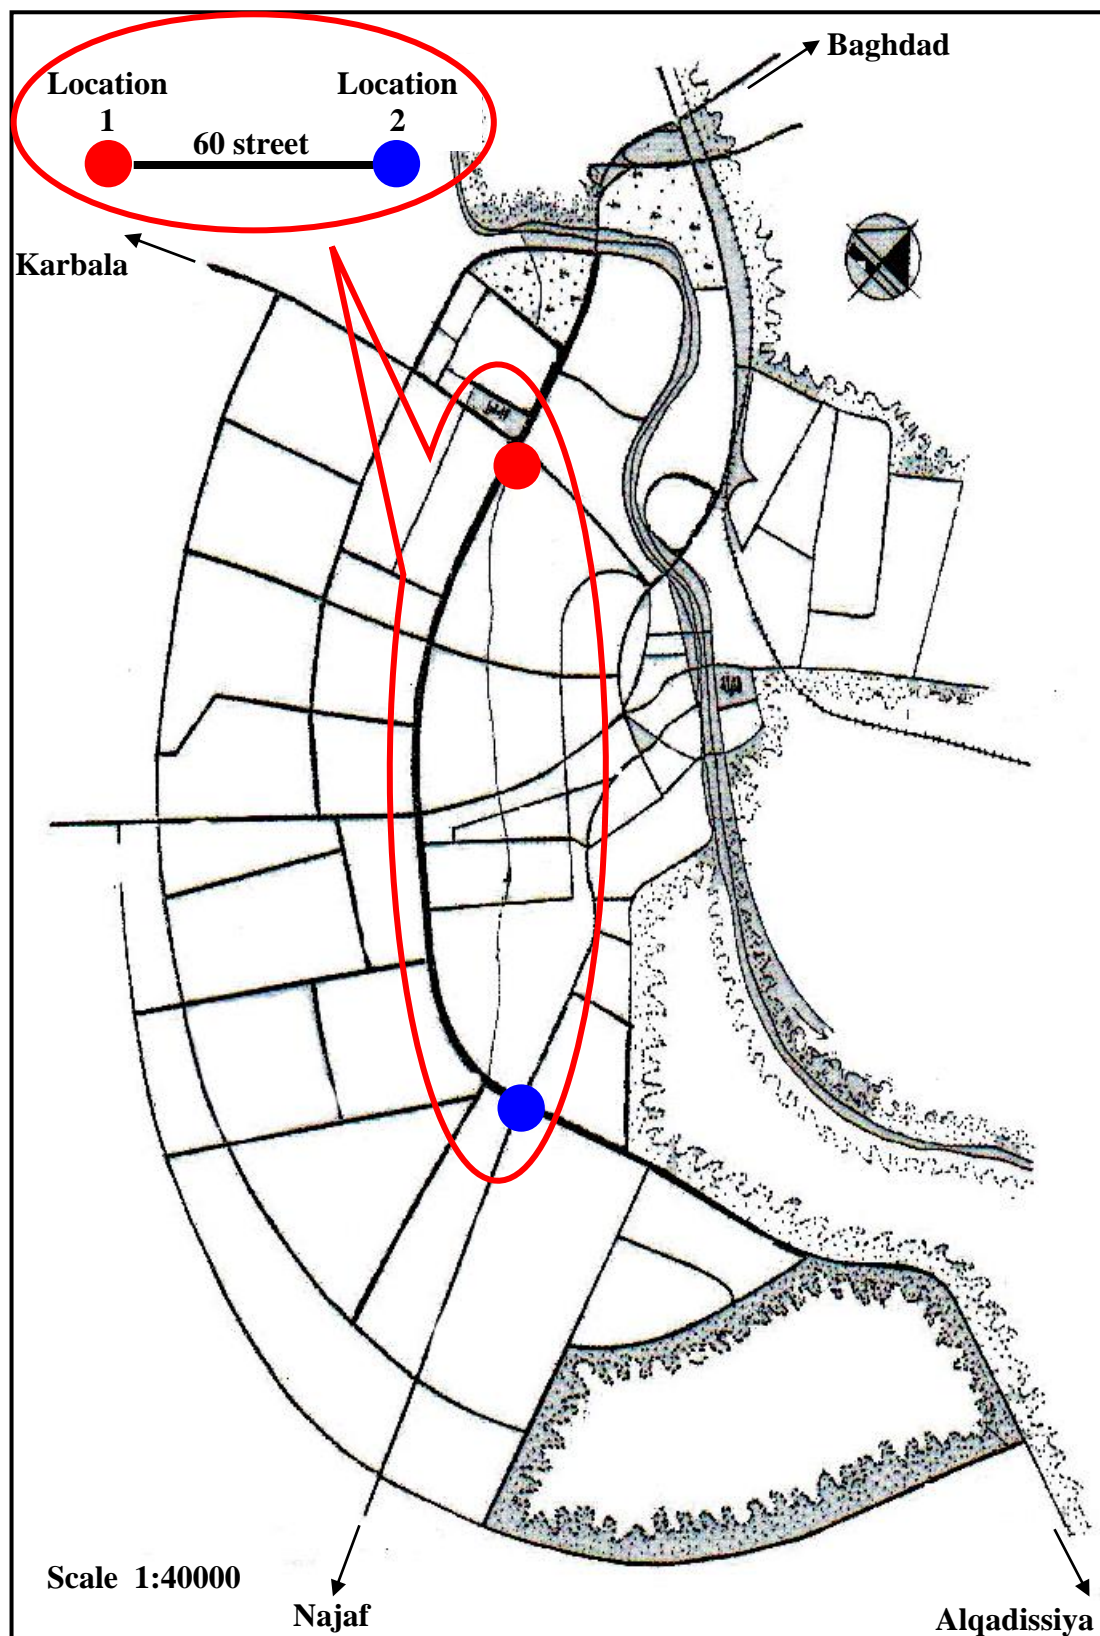 Baghdad
Location
1
Location
2
60 street
Karbala
Scale 1:40000
Najaf
Alqadissiya